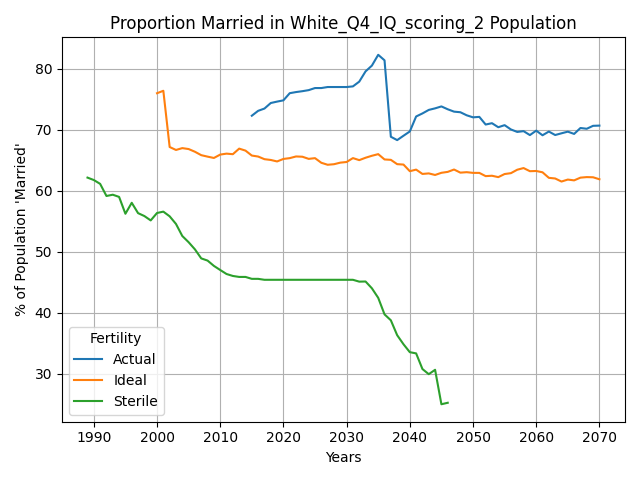 Proportion Married in White_Q4_IQ_scoring_2 Population
% of Population 'Married'
80
70
60
50
40
30
Fertility
Actual
Ideal
Sterile
1990 2000 2010 2020 2030 2040 2050 2060 2070
Years